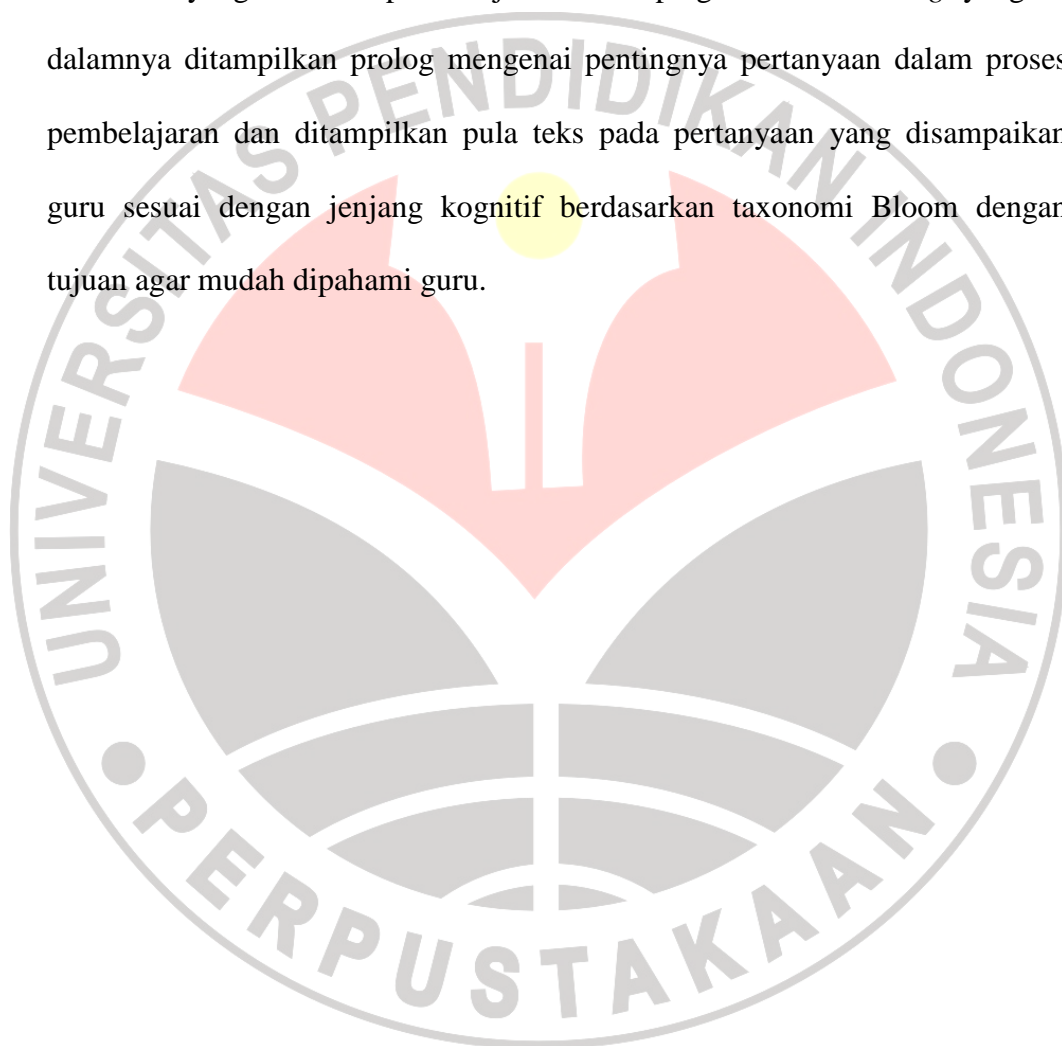 dalamnya ditampilkan prolog mengenai pentingnya pertanyaan dalam proses
pembelajaran dan ditampilkan pula teks pada pertanyaan yang disampaikan
guru sesuai dengan jenjang kognitif berdasarkan taxonomi Bloom dengan
tujuan agar mudah dipahami guru.
UNIVERSITAS PENDIDIKAN INDONESIA
PERPUSTAKAAN